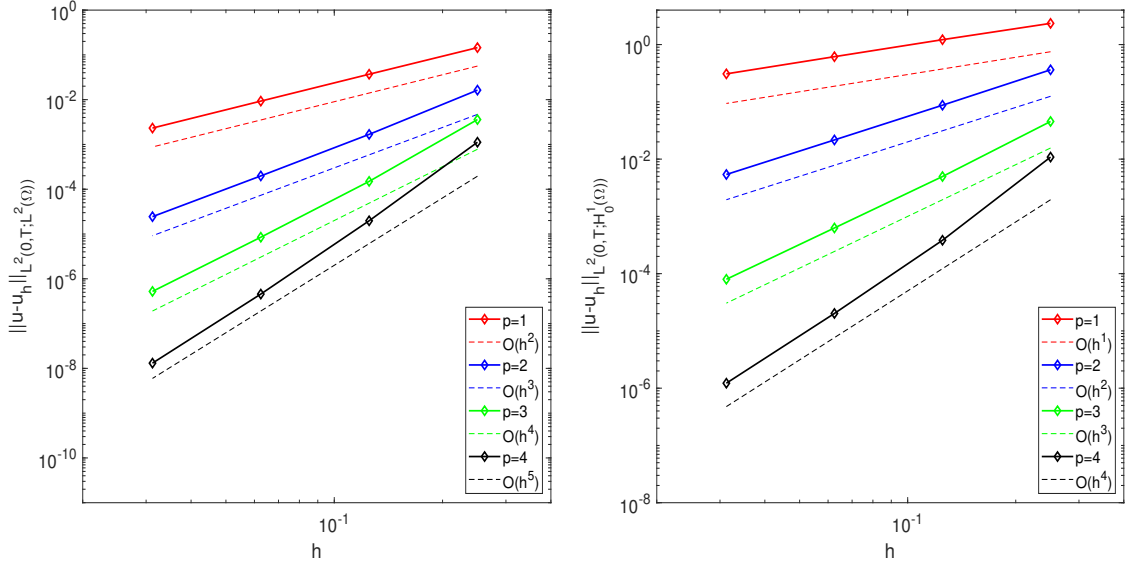 10^0
10^-2
10^-4
10^-6
10^-8
10^-10
10^-1
h
||u-u_h||_{L^2(0,T;L^2(Ω))}
p=1
O(h^2)
p=2
O(h^3)
p=3
O(h^4)
p=4
O(h^5)
10^0
10^-2
10^-4
10^-6
10^-8
10^-1
h
||u-u_h||_{L^2(0,T;H_0^1(Ω))}
p=1
O(h^1)
p=2
O(h^2)
p=3
O(h^3)
p=4
O(h^4)